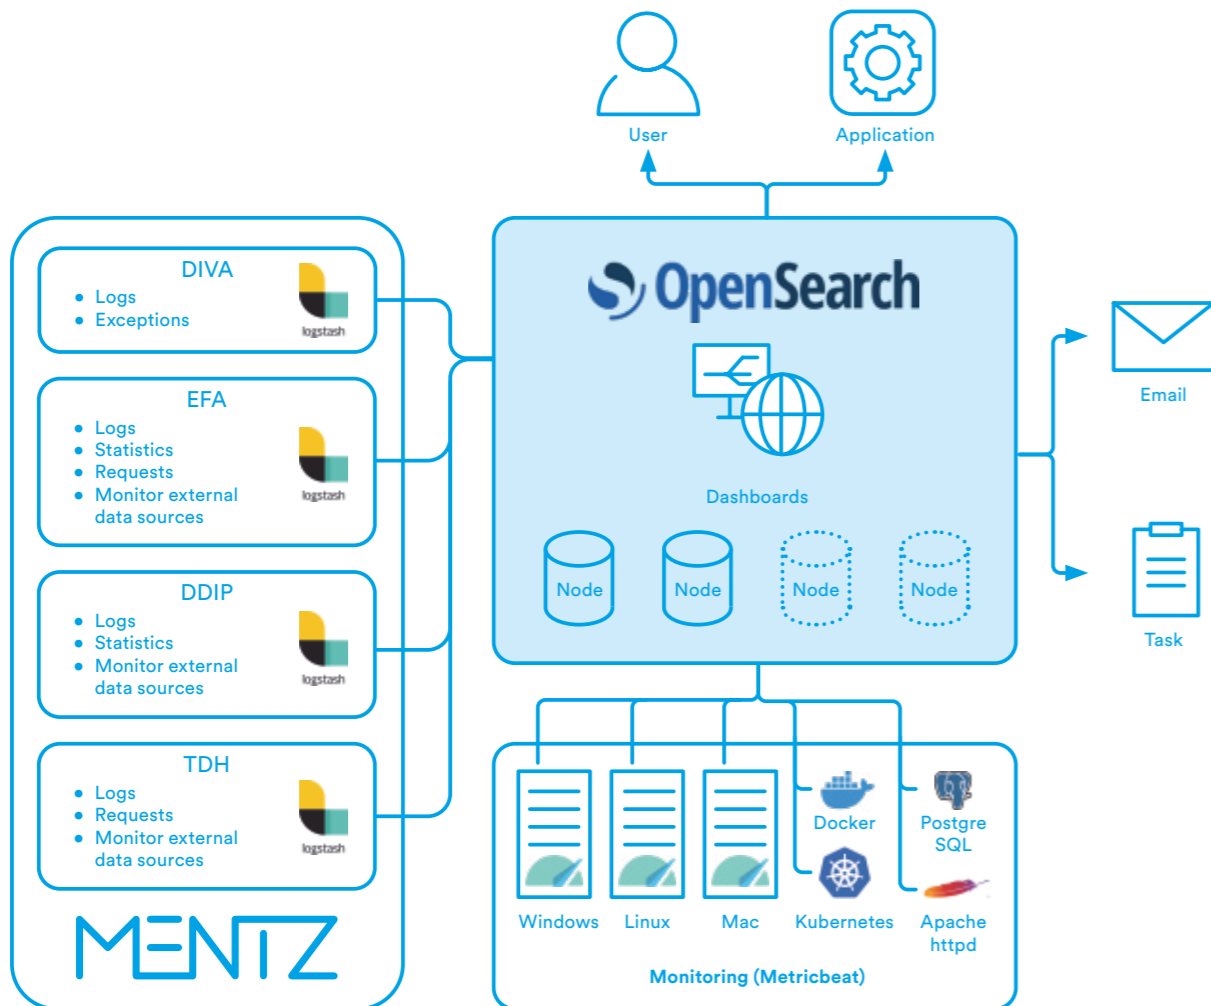 User
Application
DIVA
• Logs
• Exceptions
logstash
EFA
• Logs
• Statistics
• Requests
• Monitor external
data sources
logstash
DDIP
• Logs
• Statistics
• Monitor external
data sources
logstash
TDH
• Logs
• Requests
• Monitor external
data sources
logstash
MENTZ
OpenSearch
Dashboards
Node
Node
Node
Node
Email
Task
Windows
Linux
Mac
Docker
Kubernetes
Postgre
SQL
Apache
httpd
Monitoring (Metricbeat)